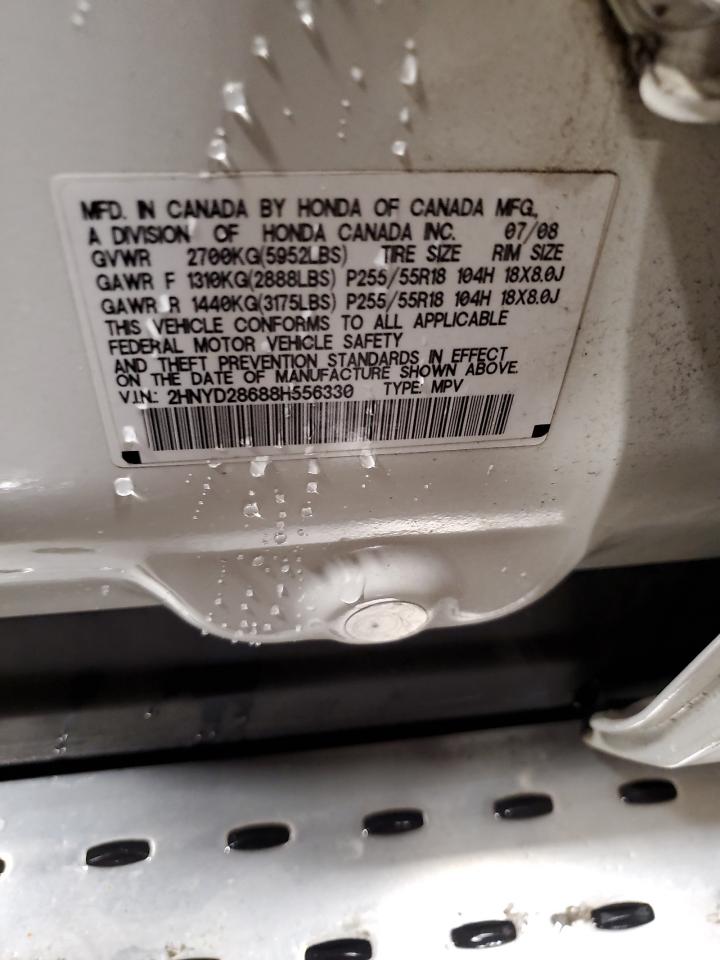 MFD. IN CANADA BY HONDA OF CANADA MFG.,
A DIVISION OF HONDA CANADA INC. 07/08
GVWR 2700KG(5952LBS) TIRE SIZE RIM SIZE
GAWR F 1310KG(2888LBS) P255/55R18 104H 18X8.0J
GAWR R 1440KG(3175LBS) P255/55R18 104H 18X8.0J
THIS VEHICLE CONFORMS TO ALL APPLICABLE
FEDERAL MOTOR VEHICLE SAFETY
AND THEFT PREVENTION STANDARDS IN EFFECT
ON THE DATE OF MANUFACTURE SHOWN ABOVE.
V.I.N.: 2HNYD28688H556330 TYPE: MPV